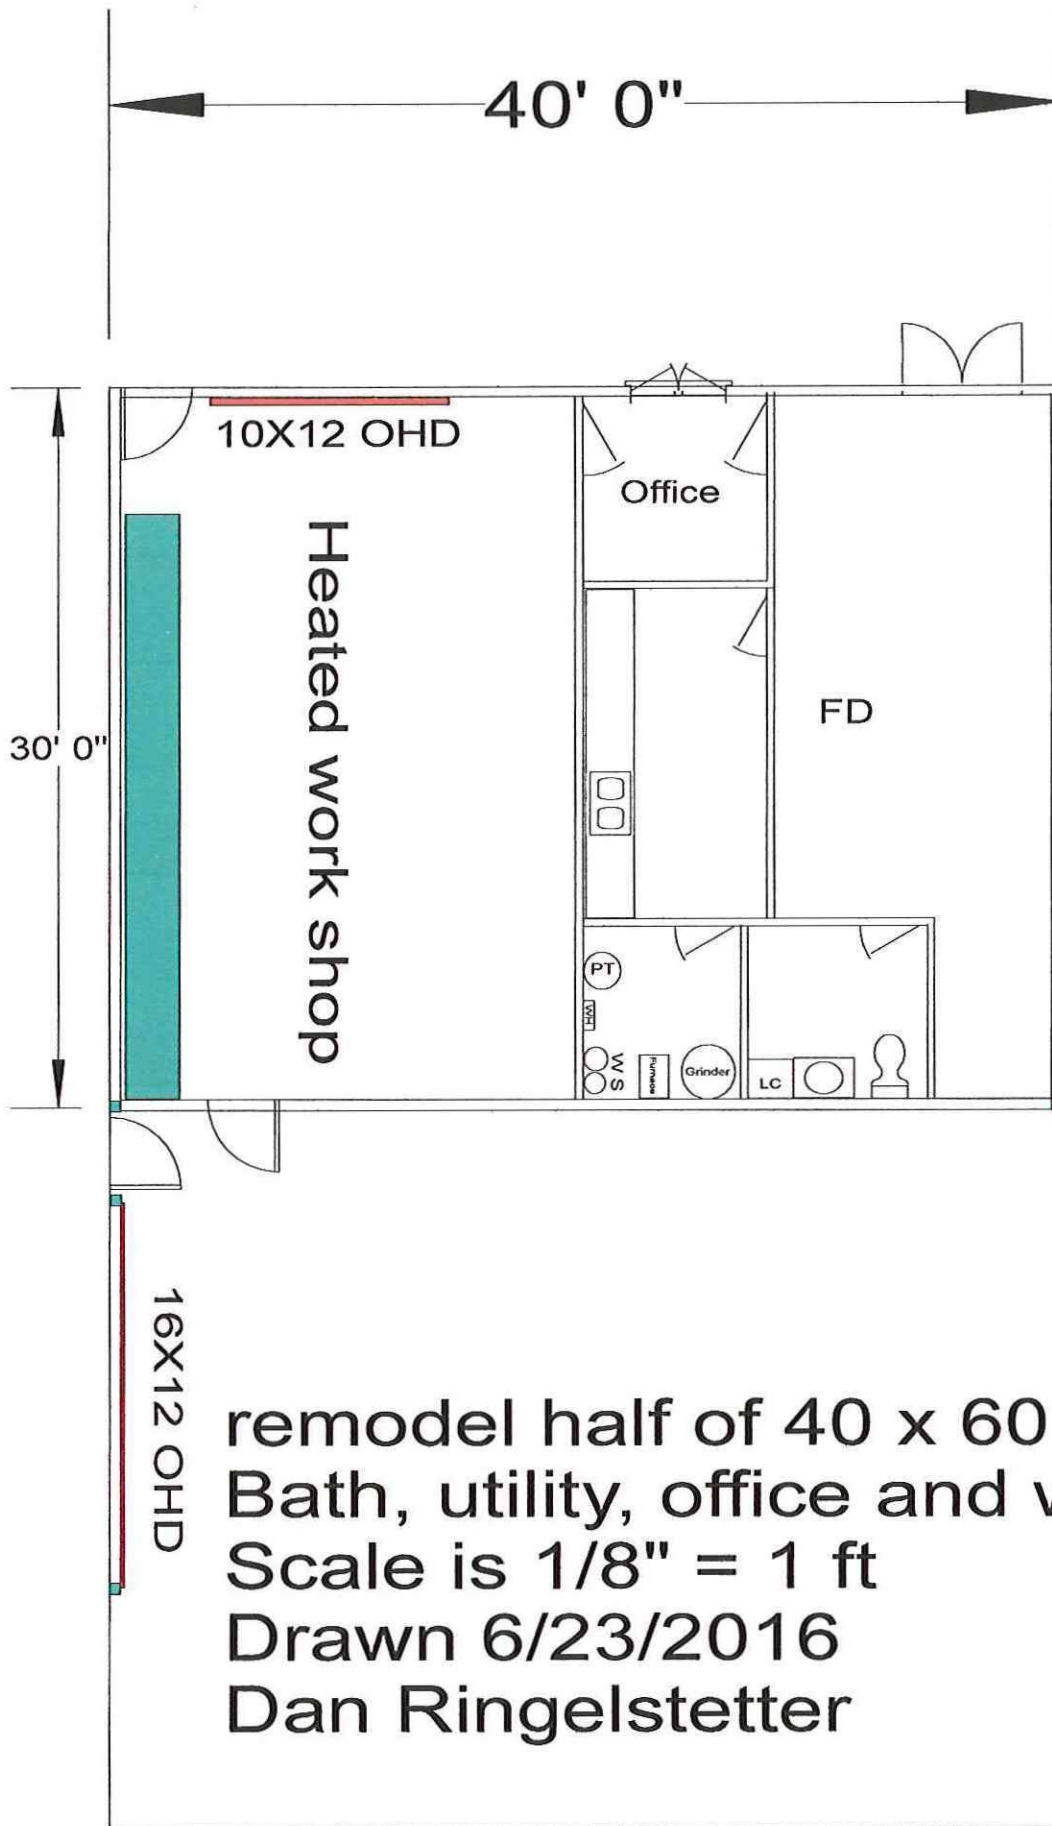 40' 0"
10X12 OHD
Office
Heated work shop
30' 0"
FD
PT
WH
W S
Furnace
Grinder
LC
16X12 OHD
remodel half of 40 x 60
Bath, utility, office and
Scale is 1/8" = 1 ft
Drawn 6/23/2016
Dan Ringelstetter